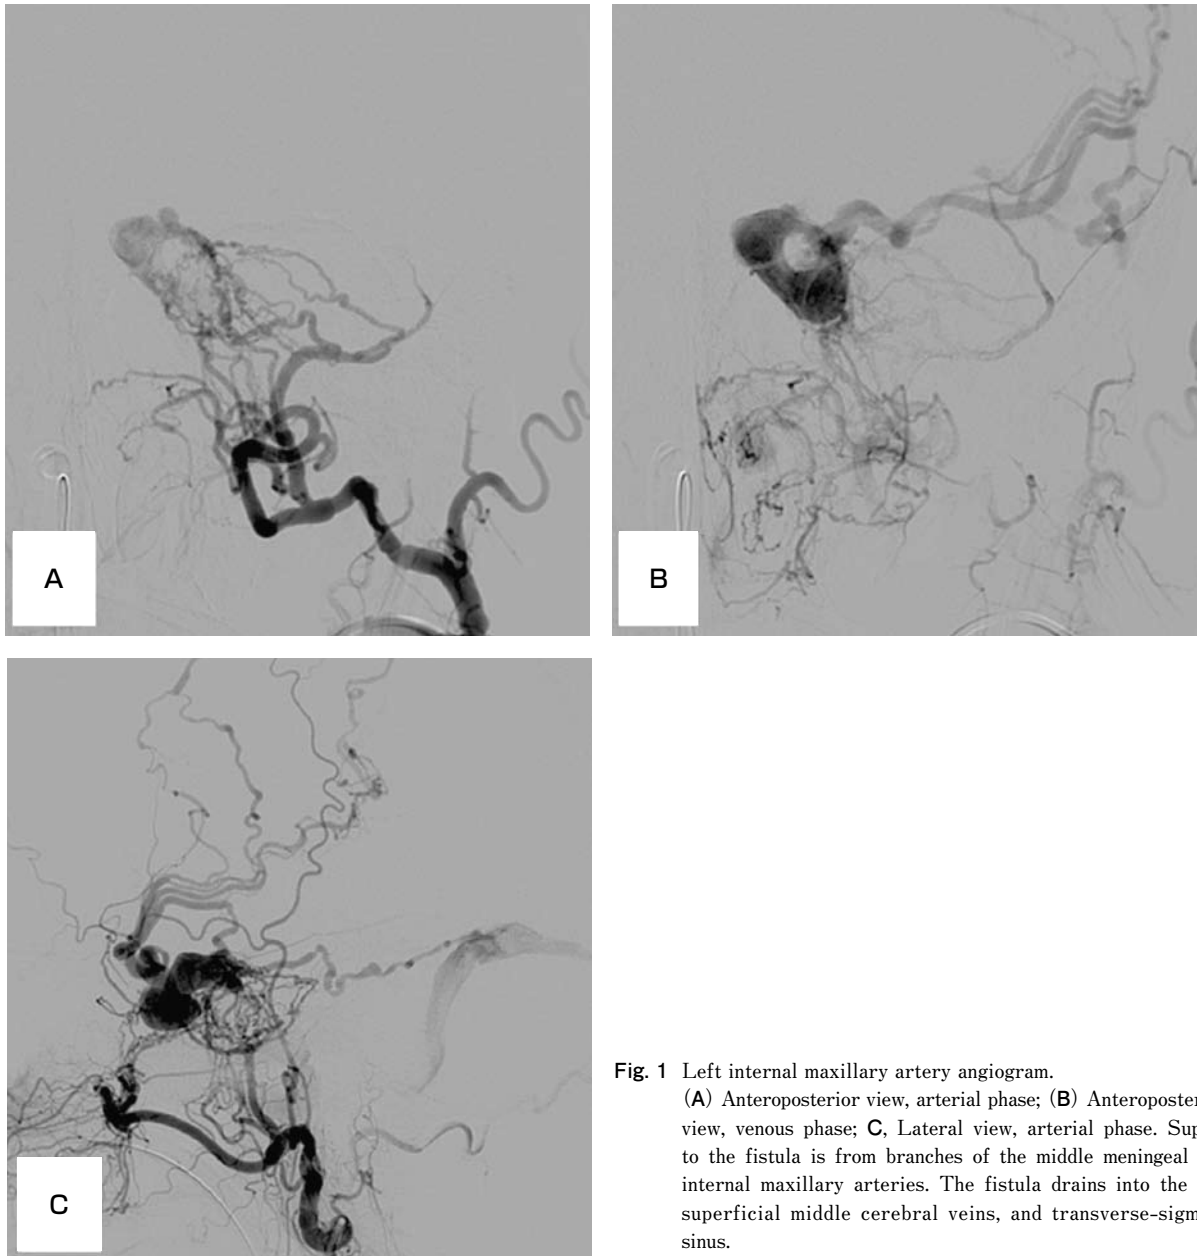 A
B
C
Fig. 1 Left internal maxillary artery angiogram.
(A) Anteroposterior view, arterial phase; (B) Anteroposter
view, venous phase; C, Lateral view, arterial phase. Sup
to the fistula is from branches of the middle meningeal
internal maxillary arteries. The fistula drains into the
superficial middle cerebral veins, and transverse-sigm
sinus.